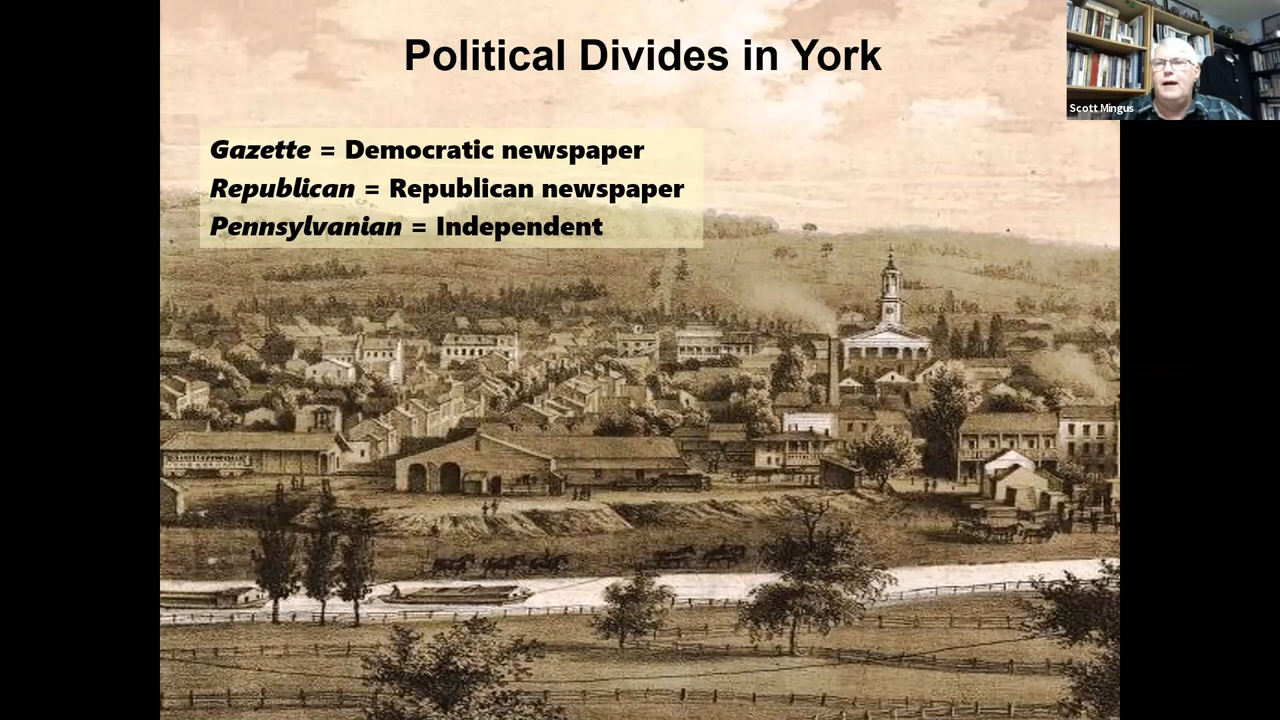 Political Divides in York
Scott Mingus
Gazette = Democratic newspaper
Republican = Republican newspaper
Pennsylvanian = Independent